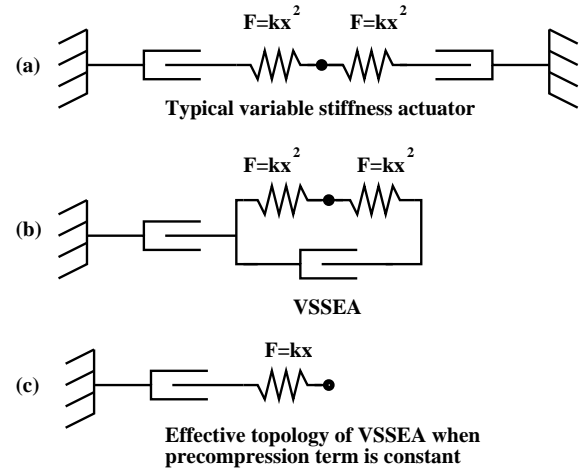 F=kx² F=kx²
(a)
Typical variable stiffness actuator
F=kx² F=kx²
(b)
VSSEA
F=kx
(c)
Effective topology of VSSEA when
precompression term is constant